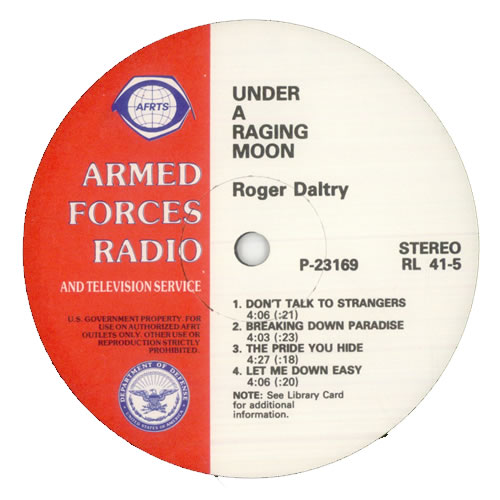 AFRTS
ARMED
FORCES
RADIO
AND TELEVISION SERVICE
U.S. GOVERNMENT PROPERTY. FOR
USE ON AUTHORIZED AFRT
OUTLETS ONLY. OTHER USE OR
REPRODUCTION STRICTLY
PROHIBITED.
DEPARTMENT OF DEFENSE
UNITED STATES OF AMERICA
UNDER
A
RAGING
MOON
Roger Daltry
P-23169
STEREO
RL 41-5
1. DON'T TALK TO STRANGERS
4:06 (:21)
2. BREAKING DOWN PARADISE
4:03 (:23)
3. THE PRIDE YOU HIDE
4:27 (:18)
4. LET ME DOWN EASY
4:06 (:20)
NOTE: See Library Card
for additional
information.